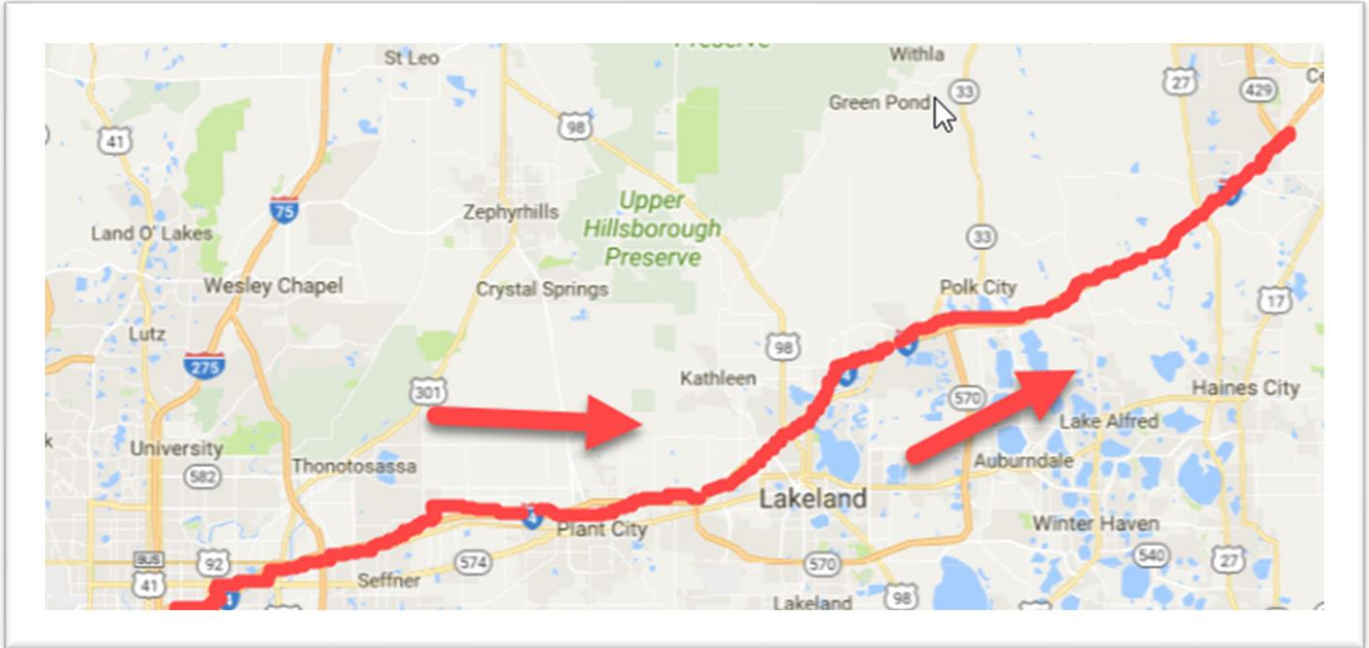 Preserve
St Leo
Withla
27
429
Green Pond
33
41
98
75
Upper
Hillsborough
Preserve
Zephyrhills
Land O' Lakes
33
Wesley Chapel
Crystal Springs
Polk City
17
Lutz
98
275
4
Kathleen
4
301
570
Haines City
Lake Alfred
University
Thonotosassa
582
Auburndale
Lakeland
4
Plant City
Winter Haven
BUS
41
92
574
570
540
27
Seffner
4
Lakeland
98